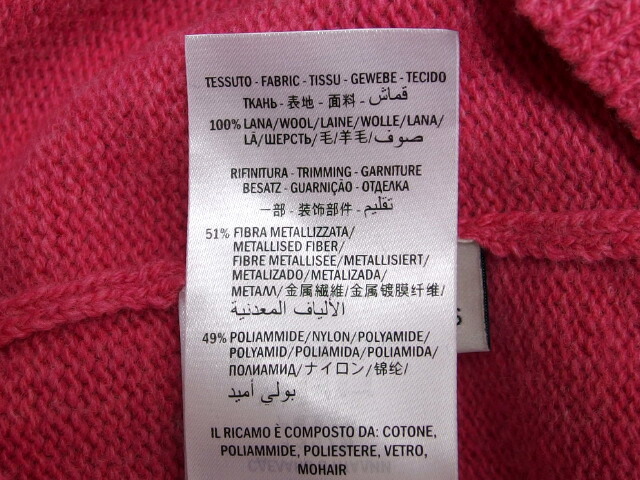 TESSUTO - FABRIC - TISSU - GEWEBE - TECIDO
ТКАНЬ - 表地 - 面料 - قماش
100% LANA/WOOL/LAINE/WOLLE/LANA/
LÃ/ШЕРСТЬ/毛/羊毛/صوف
RIFINITURA - TRIMMING - GARNITURE
BESATZ - GUARNIÇÃO - ОТДЕЛКА
一部 - 装饰部件 - تقليم
51% FIBRA METALLIZZATA/
METALLISED FIBER/
FIBRE METALLISEE/METALLISIERT/
METALIZADO/METALIZADA/
МЕТАЛЛ/金属繊維/金属镀膜纤维/
الألياف المعدنية
49% POLIAMMIDE/NYLON/POLYAMIDE/
POLYAMID/POLIAMIDA/POLIAMIDA/
ПОЛИАМИД/ナイロン/锦纶/
بولي أميد
IL RICAMO È COMPOSTO DA: COTONE,
POLIAMMIDE, POLIESTERE, VETRO,
MOHAIR
S